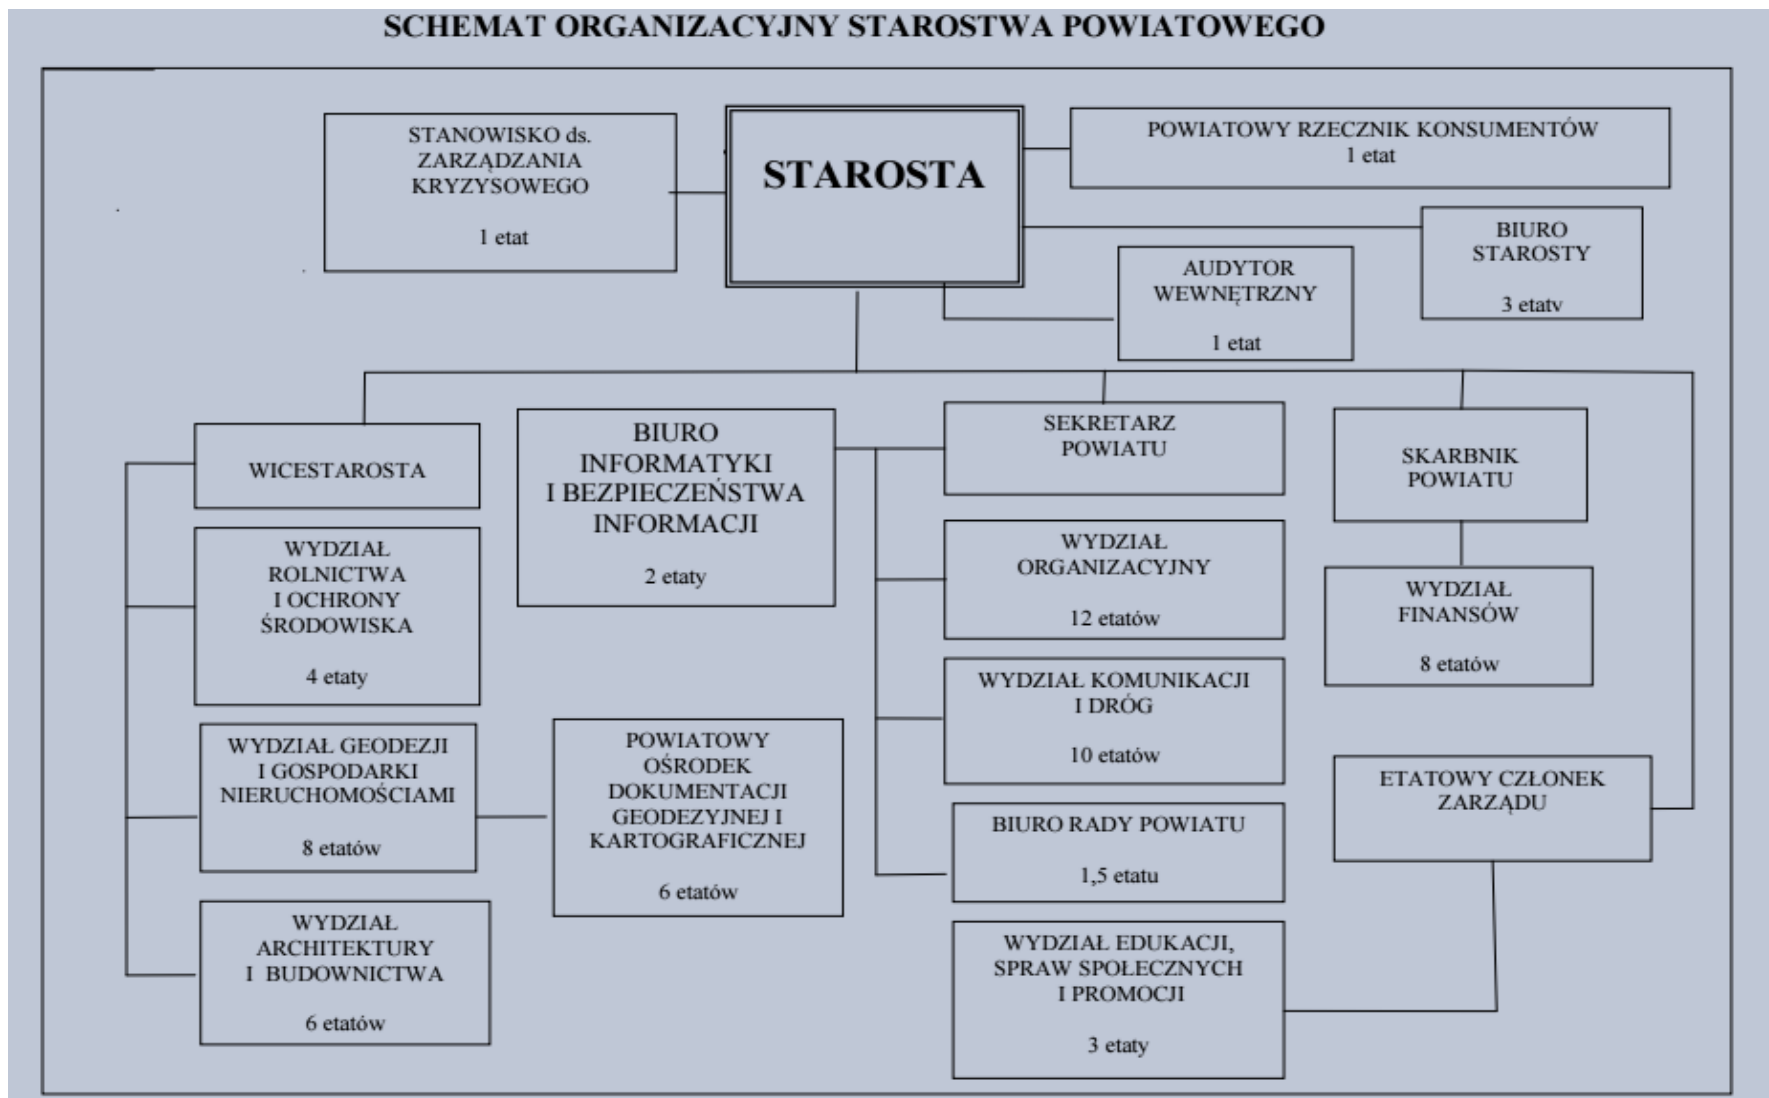 SCHEMAT ORGANIZACYJNY STAROSTWA POWIATOWEGO
STANOWISKO ds.
ZARZĄDZANIA
KRYZYSOWEGO
1 etat
STAROSTA
POWIATOWY RZECZNIK KONSUMENTÓW
1 etat
BIURO
STAROSTY
3 etaty
AUDYTOR
WEWNĘTRZNY
1 etat
WICESTAROSTA
BIURO
INFORMATYKI
I BEZPIECZEŃSTWA
INFORMACJI
2 etaty
SEKRETARZ
POWIATU
SKARBNIK
POWIATU
WYDZIAŁ
ROLNICTWA
I OCHRONY
ŚRODOWISKA
4 etaty
WYDZIAŁ
ORGANIZACYJNY
12 etatów
WYDZIAŁ
FINANSÓW
8 etatów
WYDZIAŁ KOMUNIKACJI
I DRÓG
10 etatów
WYDZIAŁ GEODEZJI
I GOSPODARKI
NIERUCHOMOŚCIAMI
8 etatów
POWIATOWY
OŚRODEK
DOKUMENTACJI
GEODEZYJNEJ I
KARTOGRAFICZNEJ
6 etatów
ETATOWY CZŁONEK
ZARZĄDU
BIURO RADY POWIATU
1,5 etatu
WYDZIAŁ
ARCHITEKTURY
I BUDOWNICTWA
6 etatów
WYDZIAŁ EDUKACJI,
SPRAW SPOŁECZNYCH
I PROMOCJI
3 etaty